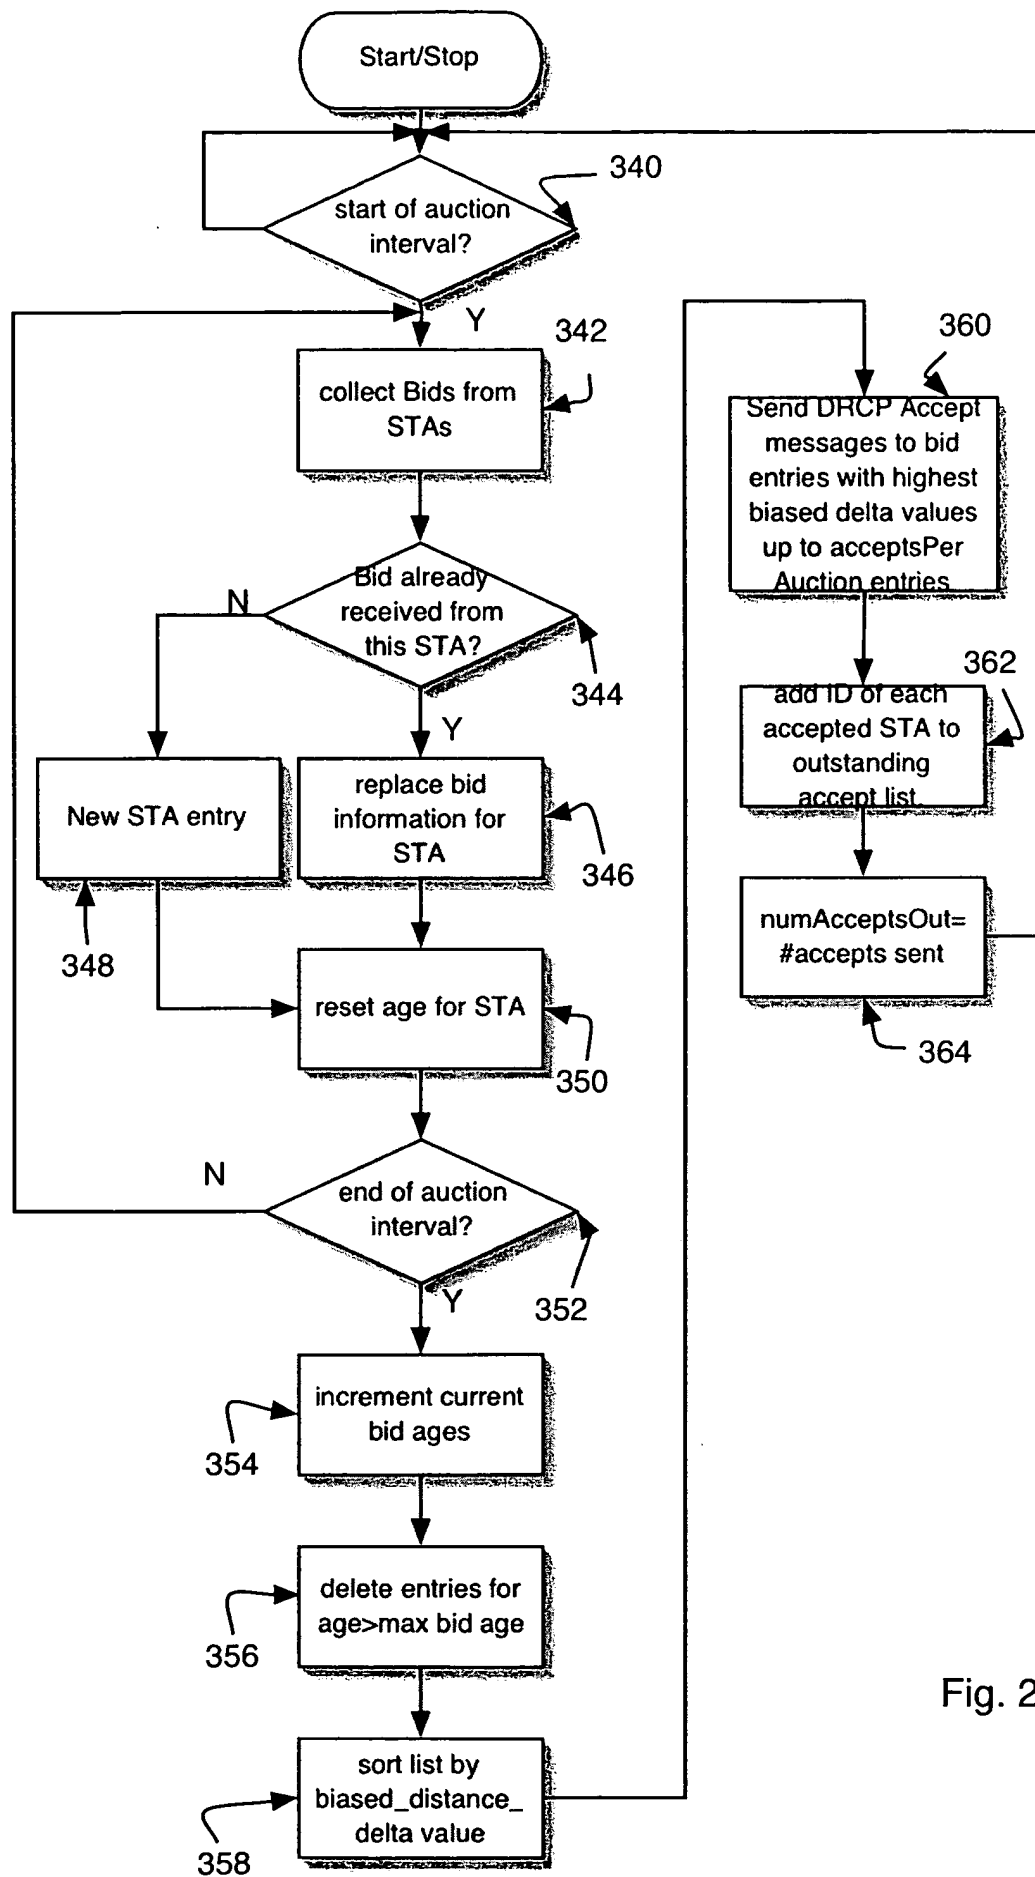 Start/Stop
340
start of auction
interval?
Y
342
collect Bids from
STAs
Bid already
received from
this STA?
N
344
Y
New STA entry
348
replace bid
information for
STA
346
reset age for STA
350
end of auction
interval?
N
352
Y
increment current
bid ages
354
delete entries for
age>max bid age
356
sort list by
biased_distance_
delta value
358
360
Send DRCP Accept
messages to bid
entries with highest
biased delta values
up to acceptsPer
Auction entries
362
add ID of each
accepted STA to
outstanding
accept list.
numAcceptsOut=
#accepts sent
364
Fig. 2